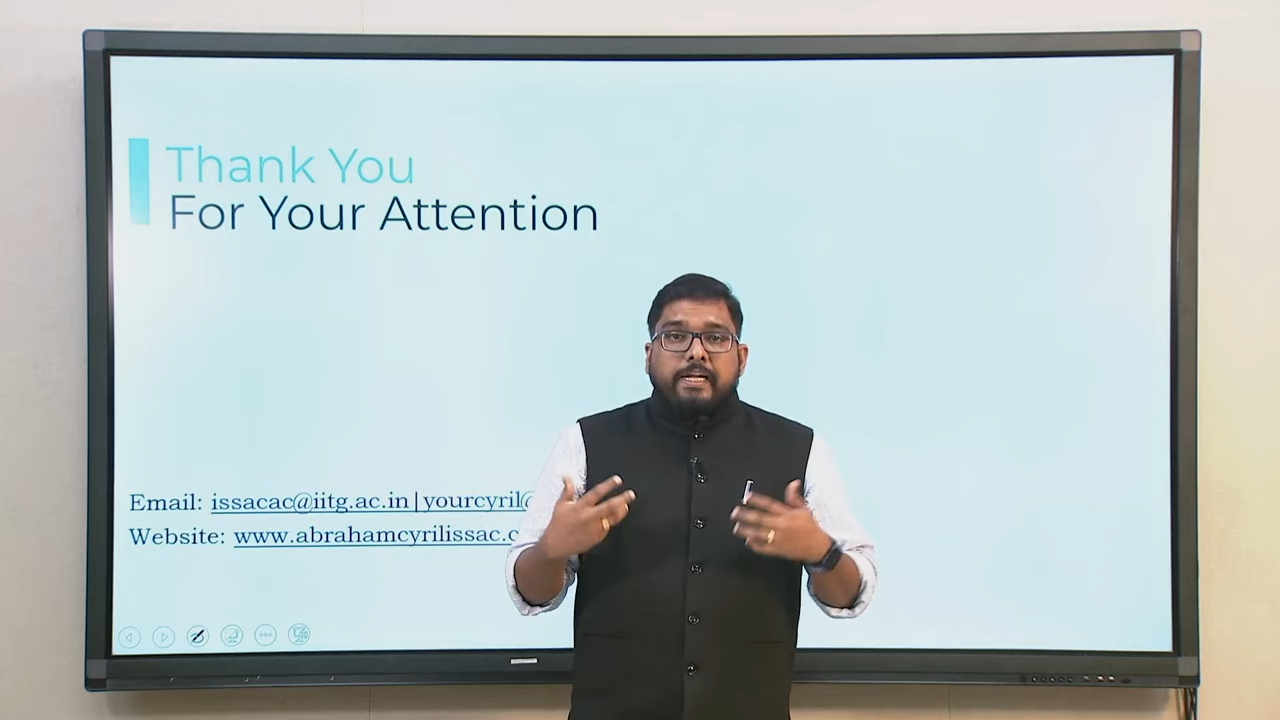 Thank You
For Your Attention
Email: issacac@iitg.ac.in|yourcyril@
Website: www.abrahamcyrilissac.c